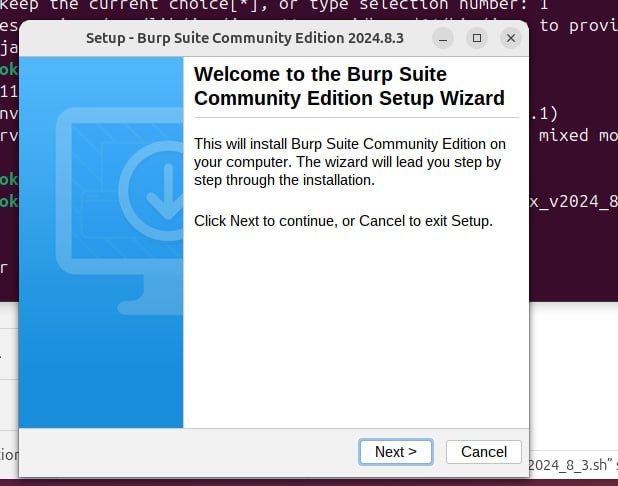 keep the current choice[*], or type selection number: 1
to provi
Setup - Burp Suite Community Edition 2024.8.3
ja
ok
Welcome to the Burp Suite
Community Edition Setup Wizard
11
nv
.1)
rv
mixed mo
This will install Burp Suite Community Edition on
your computer. The wizard will lead you step by
step through the installation.
ok
ok
x_v2024_8
Click Next to continue, or Cancel to exit Setup.
r
Next >
Cancel
ion
2024_8_3.sh” s